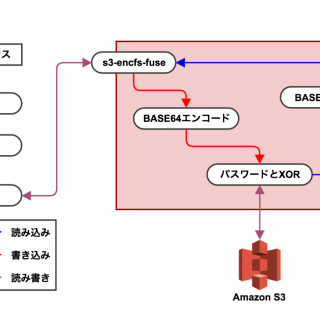 ス
s3-encfs-fuse
BASE64エンコード
BASE
パスワードとXOR
読み込み
書き込み
読み書き
Amazon S3